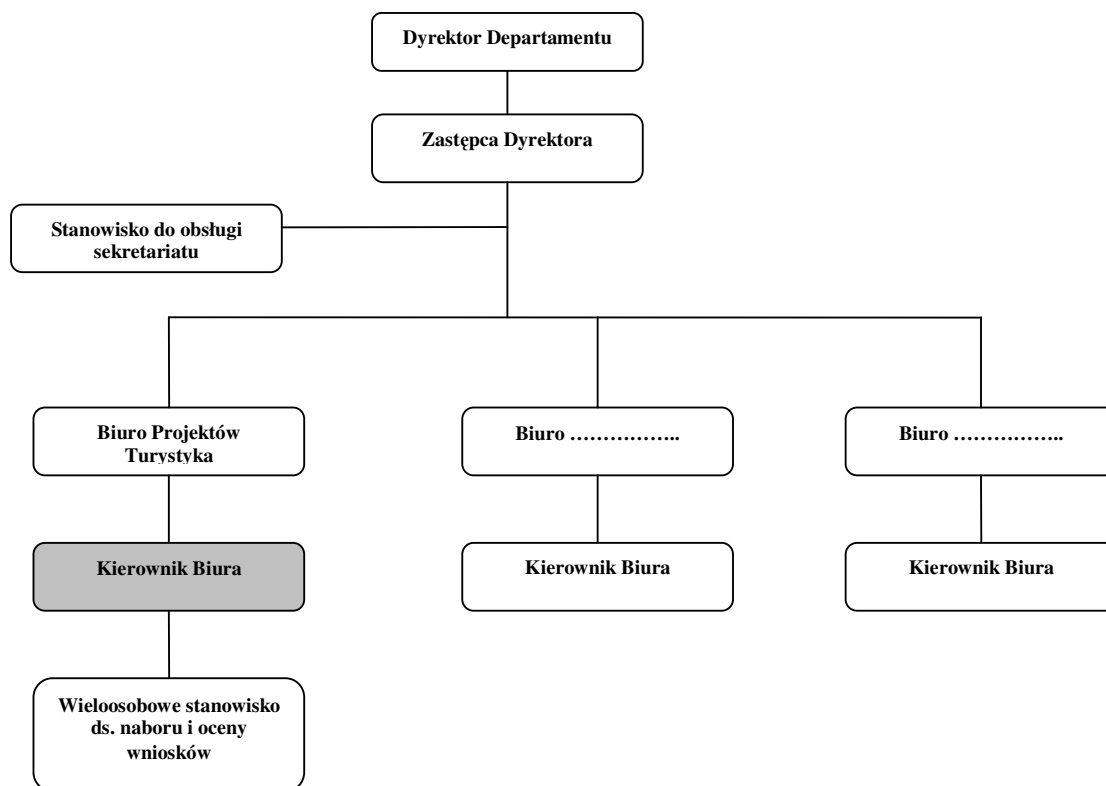 Dyrektor Departamentu
Zastępca Dyrektora
Stanowisko do obsługi
sekretariatu
Biuro Projektów
Turystyka
Biuro ……………..
Biuro ……………..
Kierownik Biura
Kierownik Biura
Kierownik Biura
Wieloosobowe stanowisko
ds. naboru i oceny
wniosków